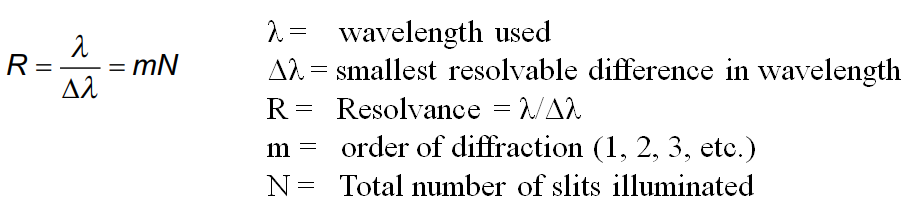 R = λ/Δλ = mN
λ = wavelength used
Δλ = smallest resolvable difference in wavelength
R = Resolvance = λ/Δλ
m = order of diffraction (1, 2, 3, etc.)
N = Total number of slits illuminated